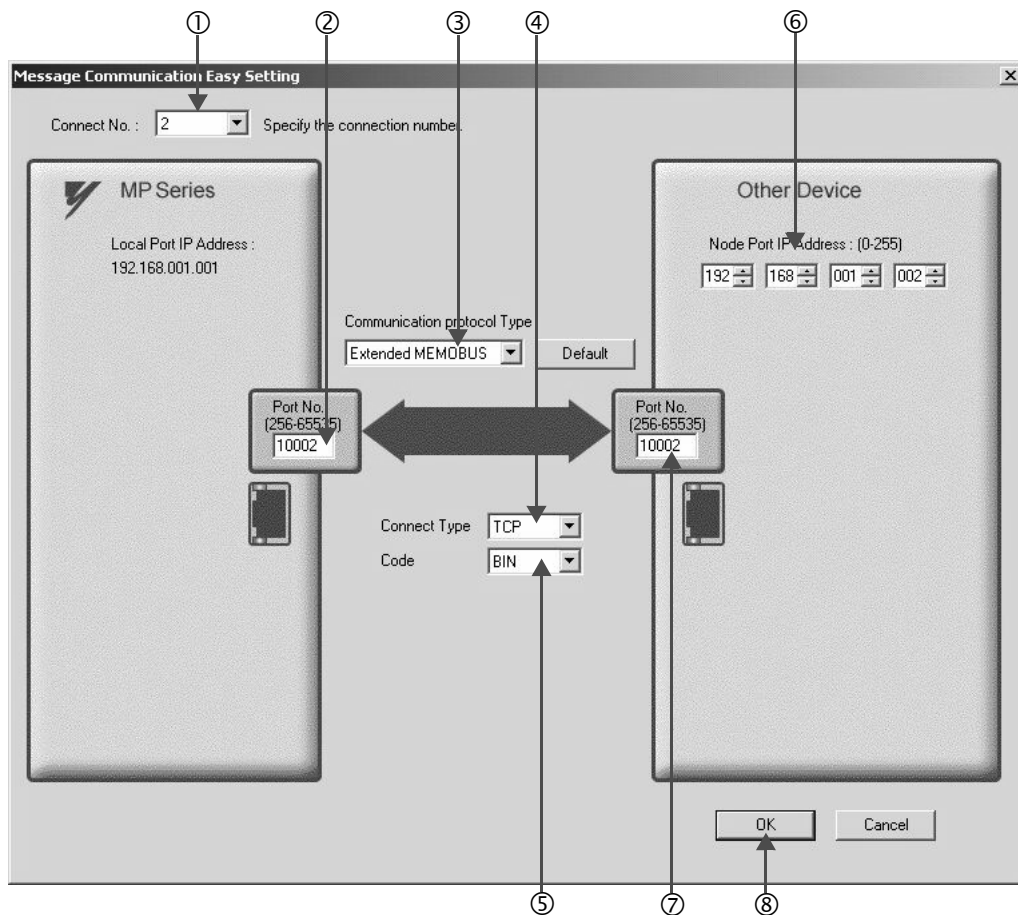 ① ② ③ ④ ⑥
Message Communication Easy Setting
Connect No. : 2 Specify the connection number.
MP Series
Local Port IP Address :
192.168.001.001
Other Device
Node Port IP Address : (0-255)
192 168 001 002
Communication protocol Type
Extended MEMOBUS Default
Port No.
(256-65535)
10002
Port No.
(256-65535)
10002
Connect Type TCP
Code BIN
OK Cancel
⑤ ⑦ ⑧